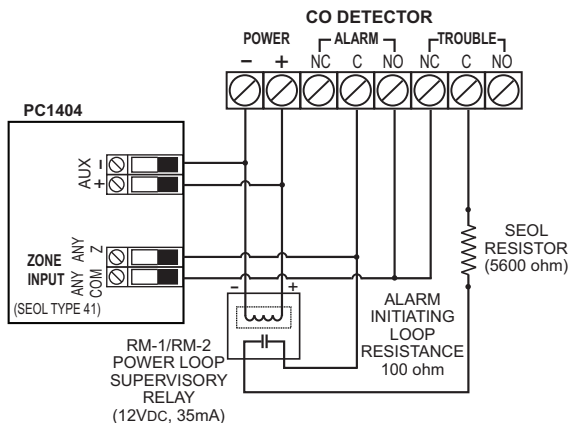 CO DETECTOR
POWER ALARM TROUBLE
− + NC C NO NC C NO
PC1404
AUX
-
+
ZONE
INPUT
ANY Z
ANY COM
(SEOL TYPE 41)
SEOL
RESISTOR
(5600 ohm)
- +
ALARM
INITIATING
LOOP
RESISTANCE
100 ohm
RM-1/RM-2
POWER LOOP
SUPERVISORY
RELAY
(12VDC, 35mA)